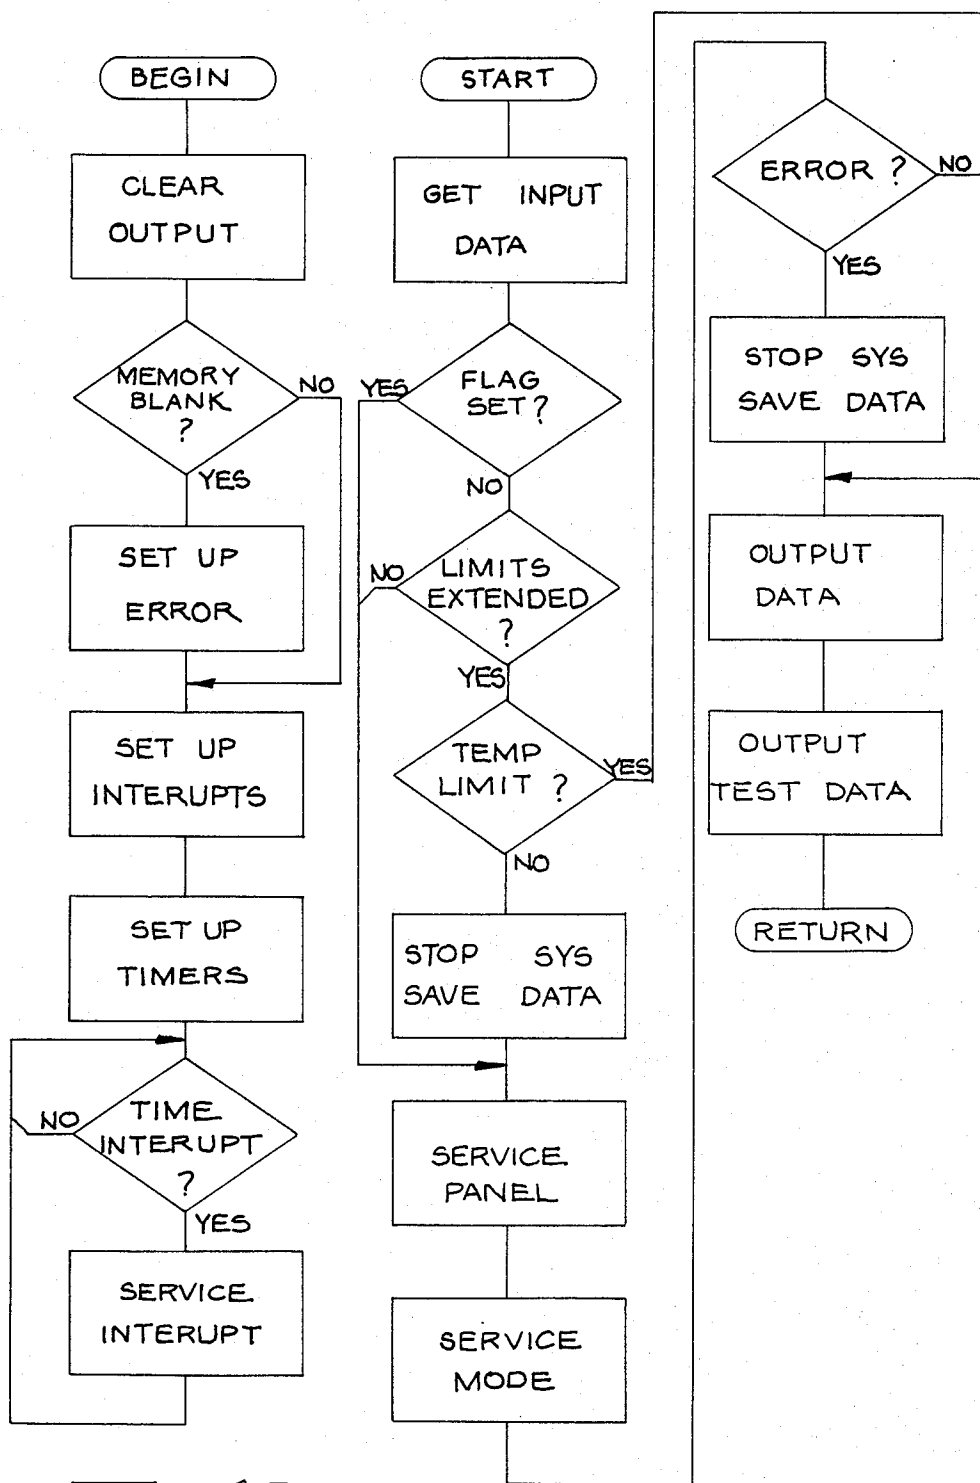 BEGIN
CLEAR
OUTPUT
MEMORY
BLANK
?
NO
YES
SET UP
ERROR
SET UP
INTERUPTS
SET UP
TIMERS
TIME
INTERUPT
?
NO
YES
SERVICE
INTERUPT
START
GET INPUT
DATA
FLAG
SET?
YES
NO
LIMITS
EXTENDED
?
NO
YES
TEMP
LIMIT ?
YES
NO
STOP SYS
SAVE DATA
SERVICE
PANEL
SERVICE
MODE
ERROR ?
NO
YES
STOP SYS
SAVE DATA
OUTPUT
DATA
OUTPUT
TEST DATA
RETURN